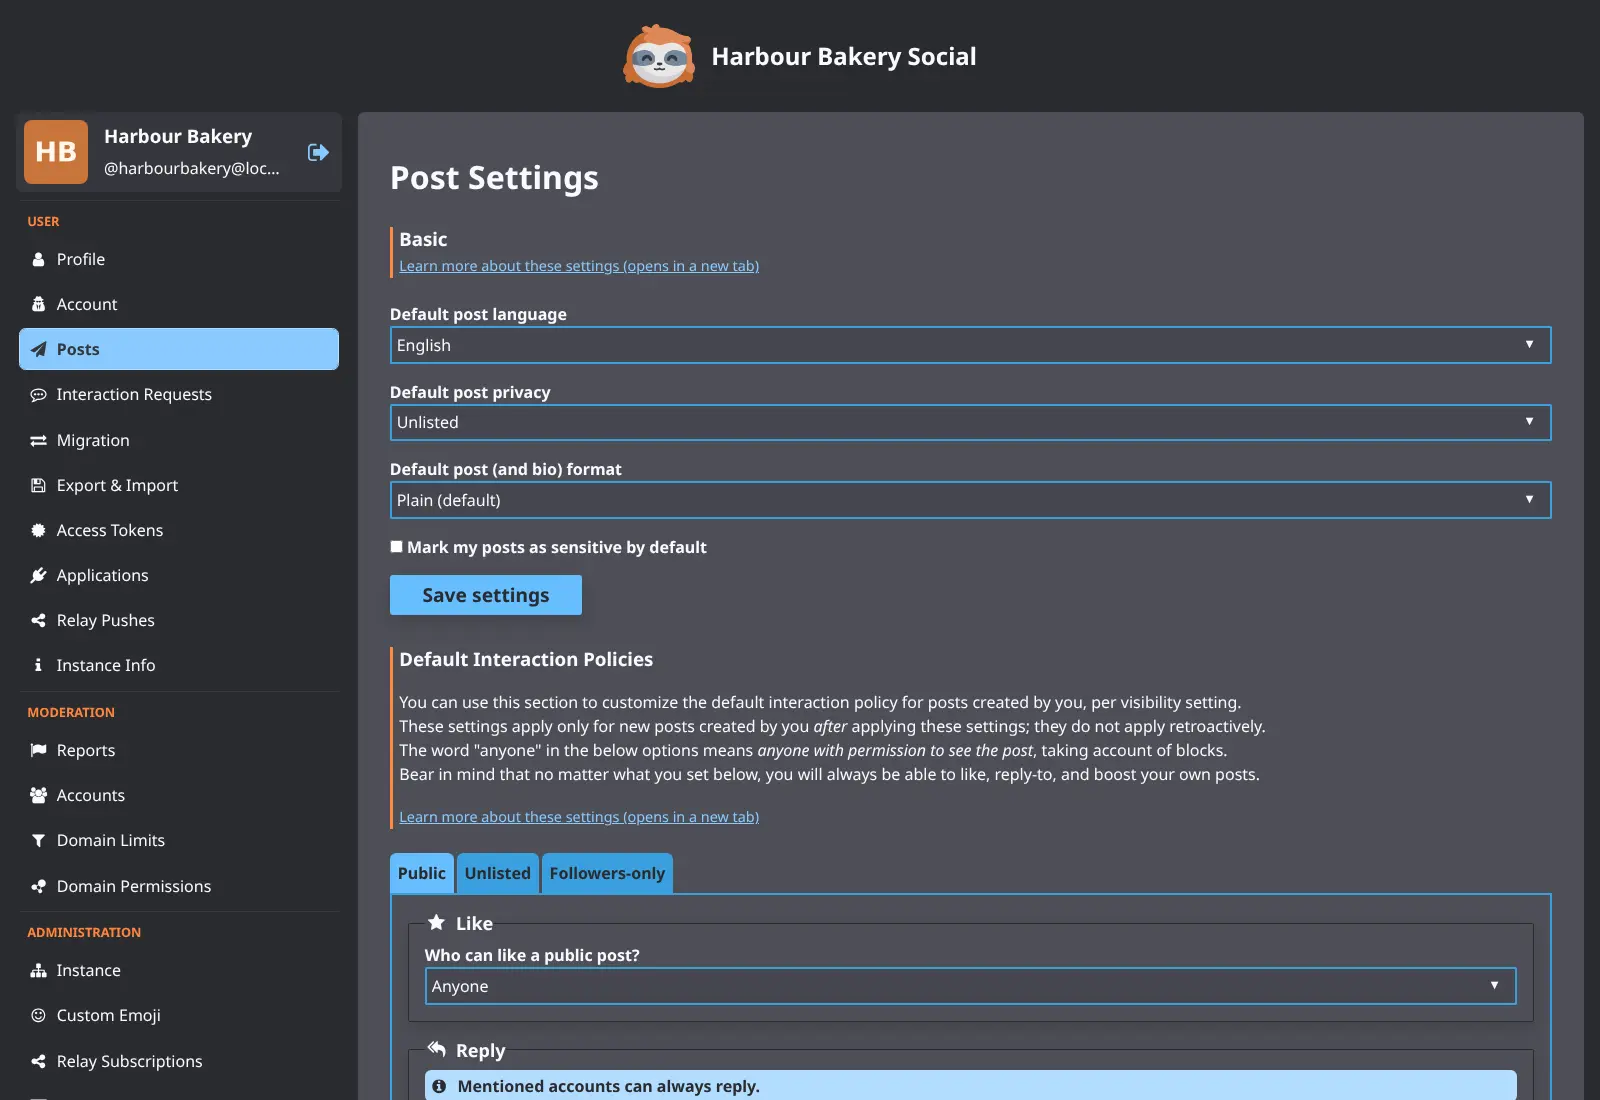 Harbour Bakery Social
HB
Harbour Bakery
@harbourbakery@loc...
USER
Profile
Account
Posts
Interaction Requests
Migration
Export & Import
Access Tokens
Applications
Relay Pushes
Instance Info
MODERATION
Reports
Accounts
Domain Limits
Domain Permissions
ADMINISTRATION
Instance
Custom Emoji
Relay Subscriptions
Post Settings
Basic
Learn more about these settings (opens in a new tab)
Default post language
English
Default post privacy
Unlisted
Default post (and bio) format
Plain (default)
Mark my posts as sensitive by default
Save settings
Default Interaction Policies
You can use this section to customize the default interaction policy for posts created by you, per visibility setting.
These settings apply only for new posts created by you after applying these settings; they do not apply retroactively.
The word "anyone" in the below options means anyone with permission to see the post, taking account of blocks.
Bear in mind that no matter what you set below, you will always be able to like, reply-to, and boost your own posts.
Learn more about these settings (opens in a new tab)
Public Unlisted Followers-only
Like
Who can like a public post?
Anyone
Reply
Mentioned accounts can always reply.